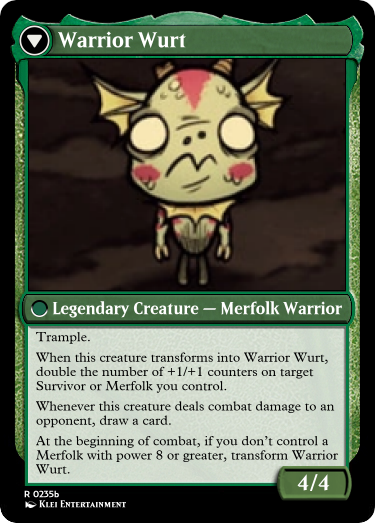 Warrior Wurt
Legendary Creature — Merfolk Warrior
Trample.
When this creature transforms into Warrior Wurt,
double the number of +1/+1 counters on target
Survivor or Merfolk you control.
Whenever this creature deals combat damage to an
opponent, draw a card.
At the beginning of combat, if you don't control a
Merfolk with power 8 or greater, transform Warrior
Wurt.
4/4
R 0235b
Klei Entertainment